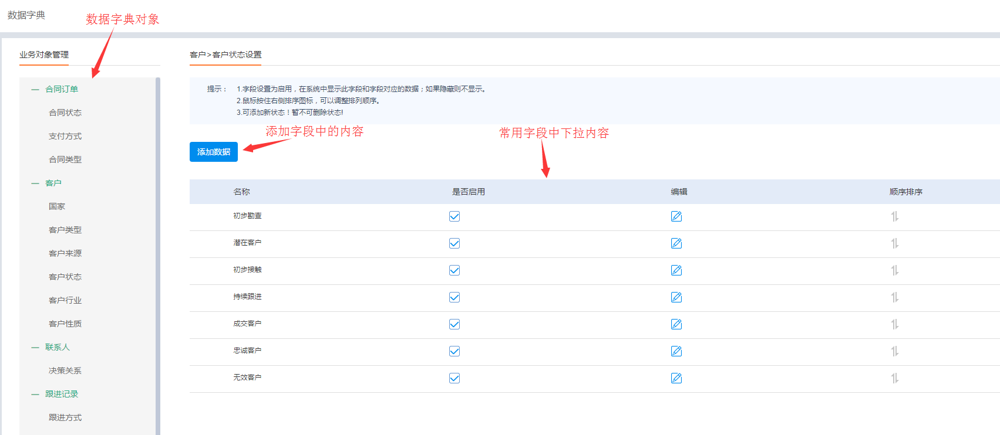 数据字典
数据字典对象
业务对象管理
合同订单
合同状态
支付方式
合同类型
客户
国家
客户类型
客户来源
客户状态
客户行业
客户性质
联系人
决策关系
跟进记录
跟进方式
客户>客户状态设置
提示： 1.字段设置为启用，在系统中显示此字段和字段对应的数据；如果隐藏则不显示。
2.鼠标按住右侧排序图标，可以调整排列顺序。
3.可添加新状态！暂不可删除状态!
添加字段中的内容
常用字段中下拉内容
添加数据
名称 是否启用 编辑 顺序排序
初步勘查
潜在客户
初步接触
持续跟进
成交客户
忠诚客户
无效客户